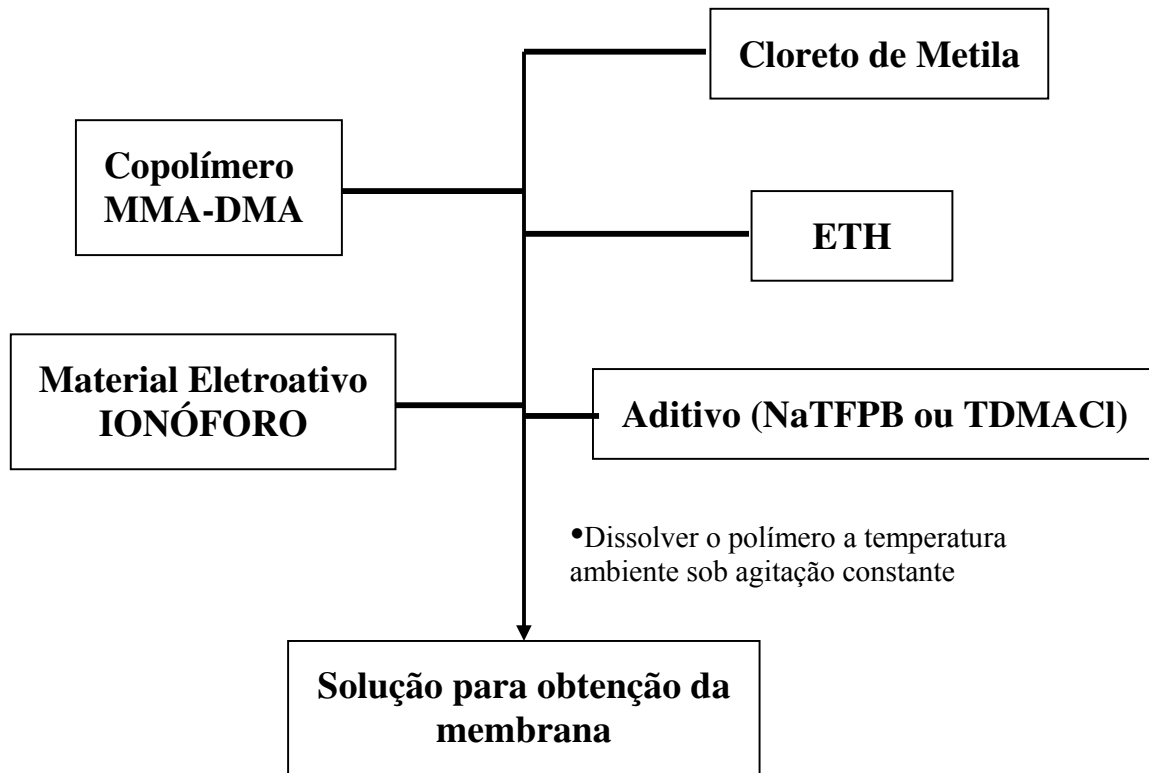 Cloreto de Metila
Copolímero
MMA-DMA
ETH
Material Eletroativo
IONÓFORO
Aditivo (NaTFPB ou TDMACl)
•Dissolver o polímero a temperatura
ambiente sob agitação constante
Solução para obtenção da
membrana